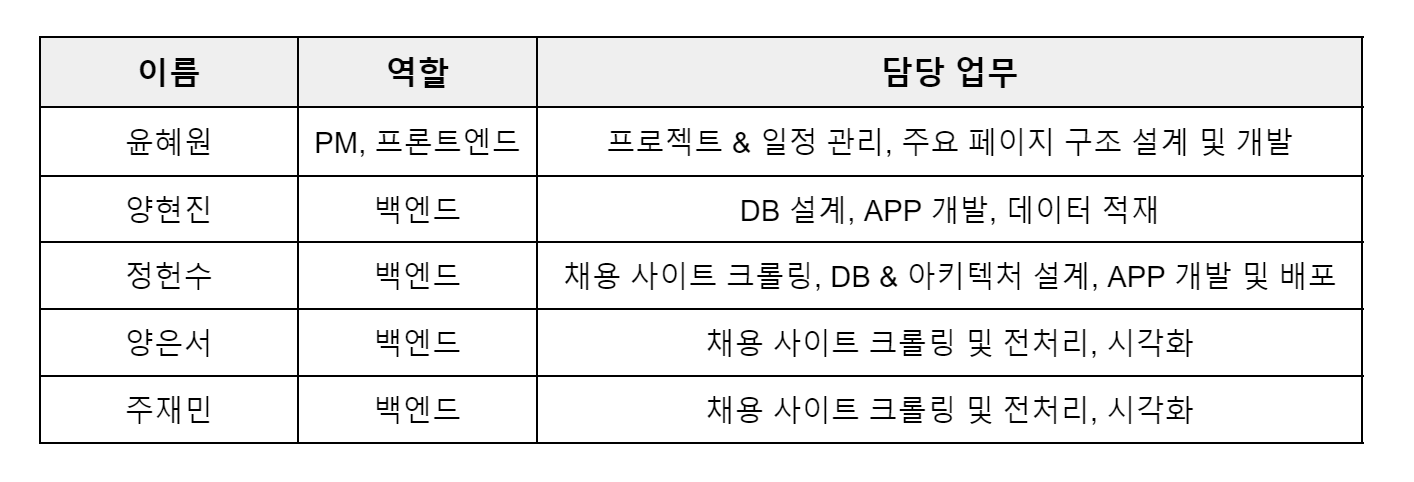 이름 역할 담당 업무
윤혜원 PM, 프론트엔드 프로젝트 & 일정 관리, 주요 페이지 구조 설계 및 개발
양현진 백엔드 DB 설계, APP 개발, 데이터 적재
정헌수 백엔드 채용 사이트 크롤링, DB & 아키텍처 설계, APP 개발 및 배포
양은서 백엔드 채용 사이트 크롤링 및 전처리, 시각화
주재민 백엔드 채용 사이트 크롤링 및 전처리, 시각화